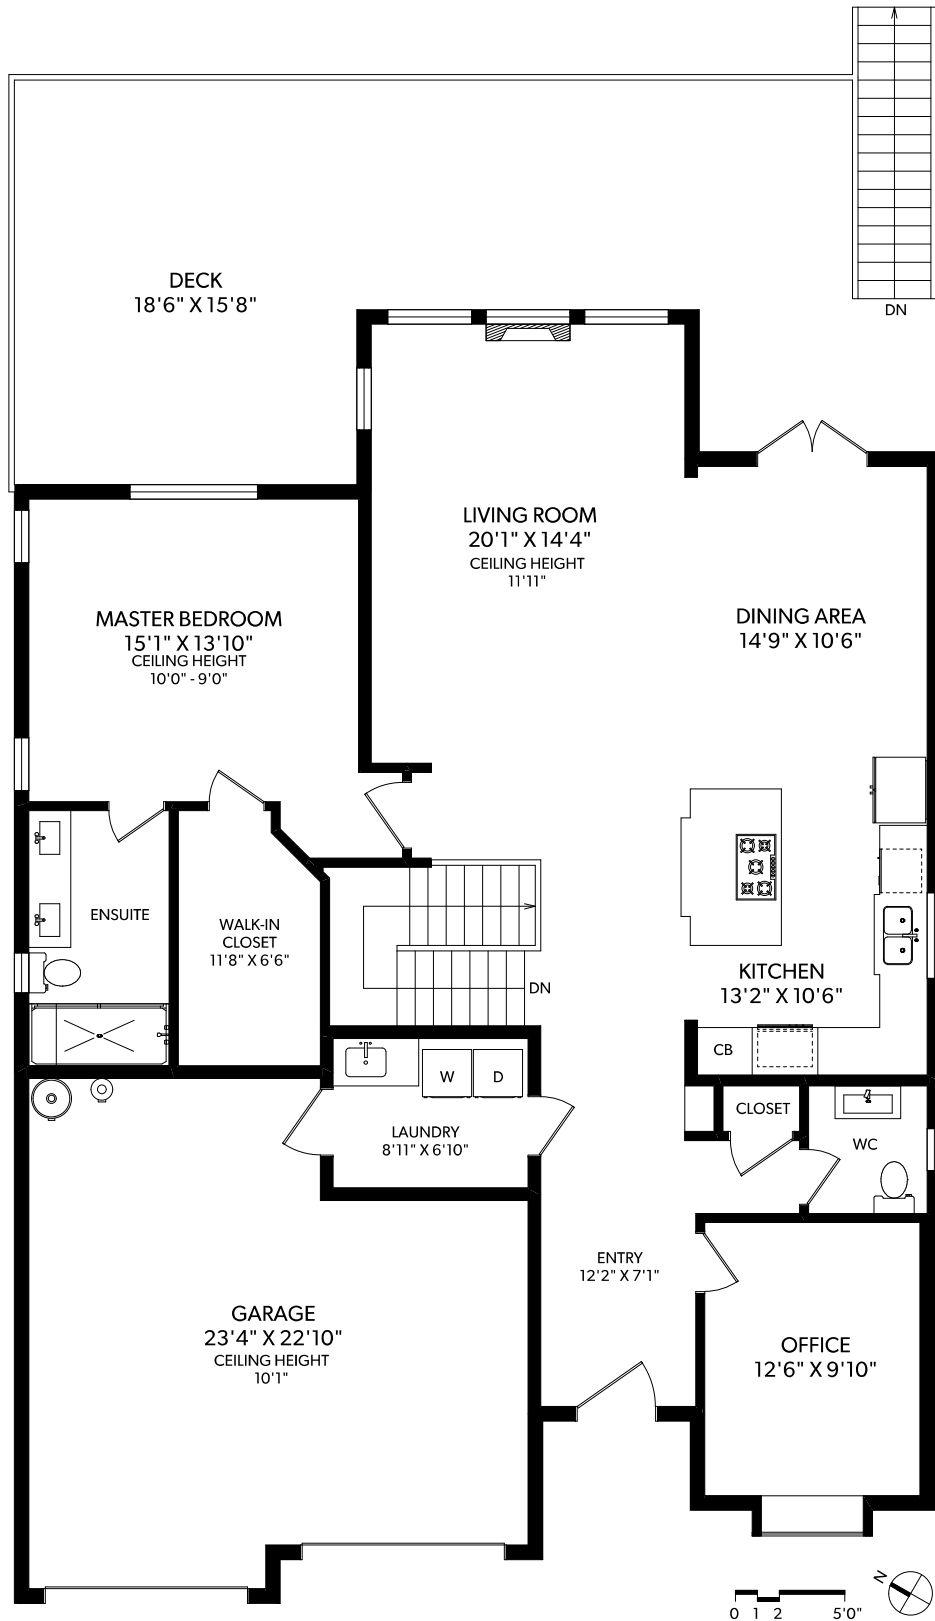 DECK
18'6" X 15'8"
DN
LIVING ROOM
20'1" X 14'4"
CEILING HEIGHT
11'11"
MASTER BEDROOM
15'1" X 13'10"
CEILING HEIGHT
10'0" - 9'0"
DINING AREA
14'9" X 10'6"
ENSUITE
WALK-IN
CLOSET
11'8" X 6'6"
DN
KITCHEN
13'2" X 10'6"
CB
W
D
LAUNDRY
8'11" X 6'10"
CLOSET
WC
ENTRY
12'2" X 7'1"
GARAGE
23'4" X 22'10"
CEILING HEIGHT
10'1"
OFFICE
12'6" X 9'10"
N
0 1 2 5'0"